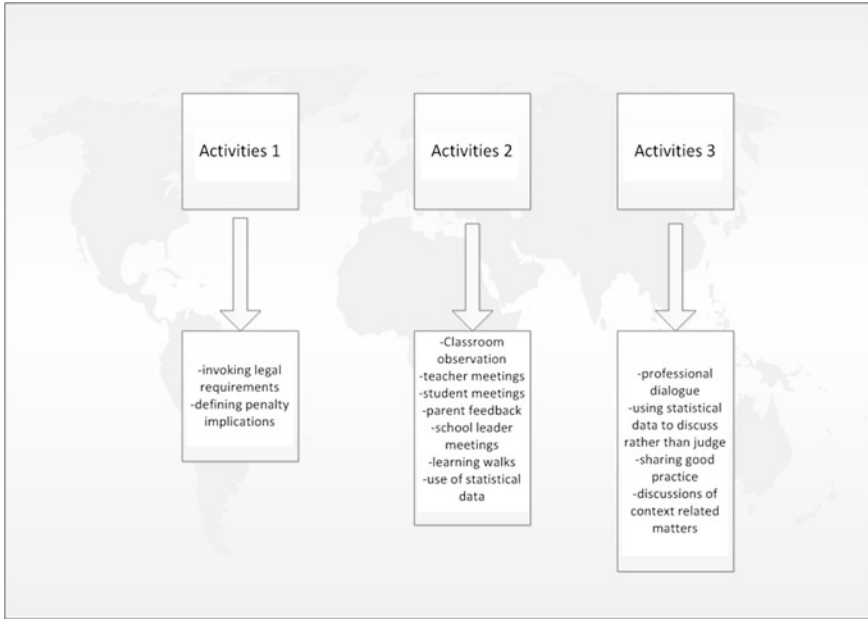 Activities 1
Activities 2
Activities 3
-invoking legal
requirements
-defining penalty
implications
-Classroom
observation
-teacher meetings
-student meetings
-parent feedback
-school leader
meetings
-learning walks
-use of statistical
data
-professional
dialogue
-using statistical
data to discuss
rather than judge
-sharing good
practice
-discussions of
context related
matters